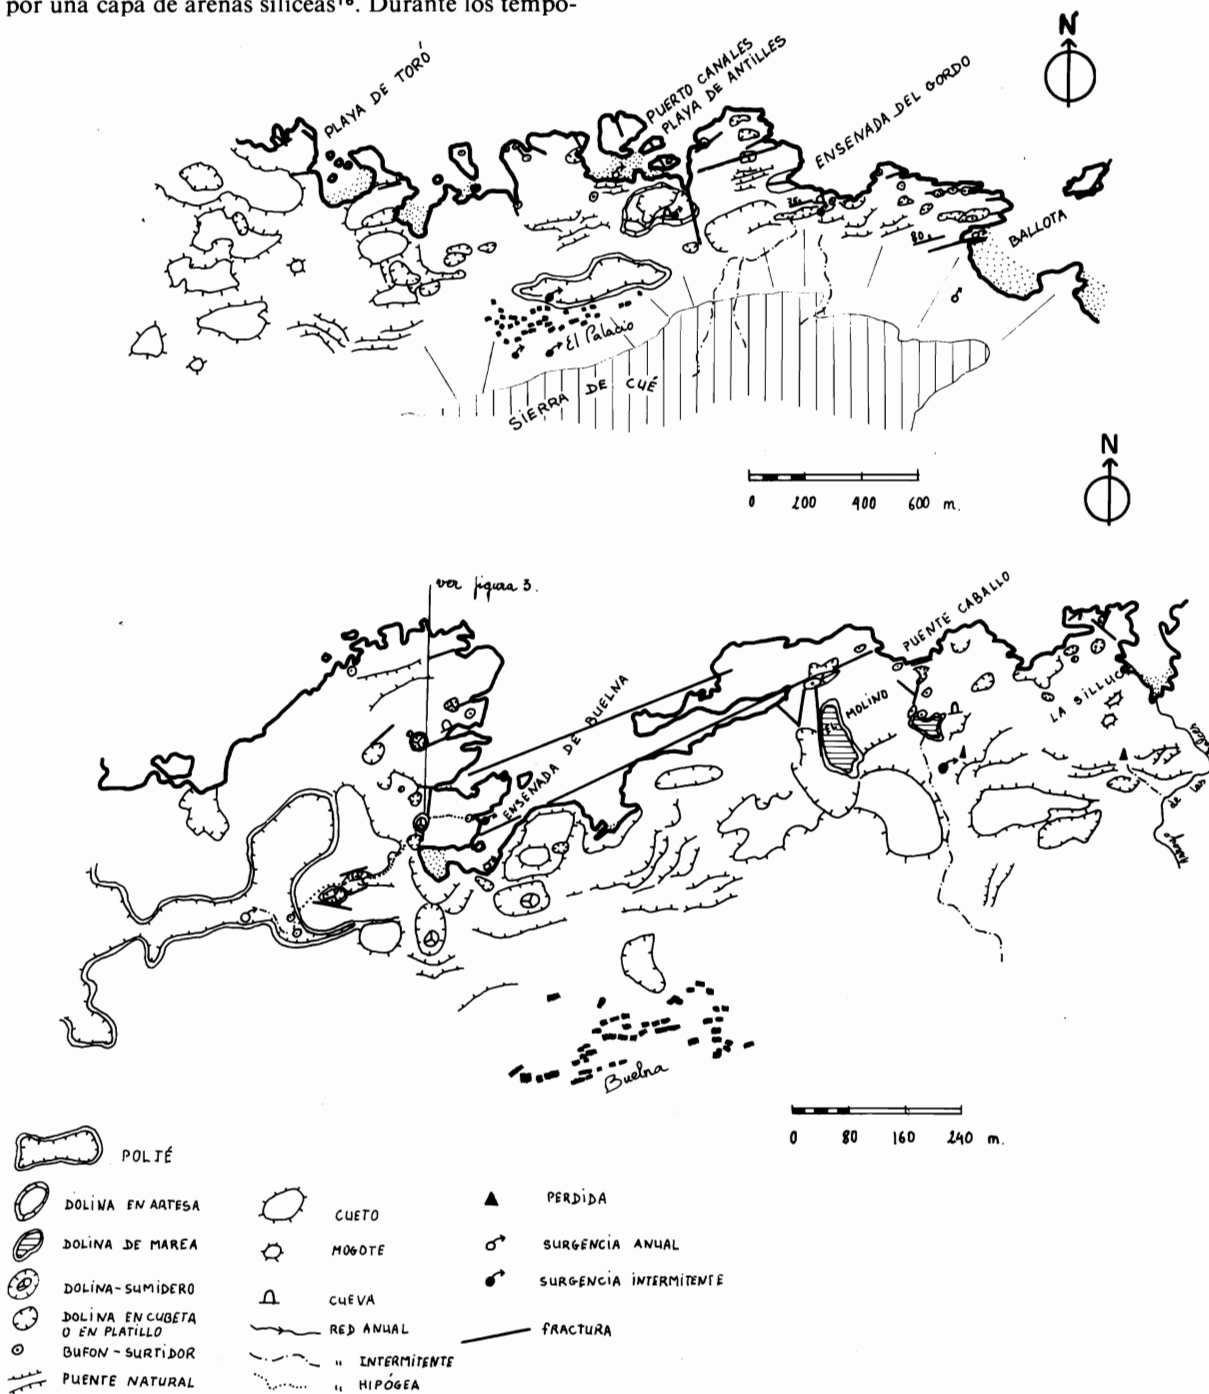 por una capa de arenas silíceas¹⁶. Durante los tempo-
N
PLAYA DE TORÓ
PUERTO CANALES
PLAYA DE ANTILLES
ENSENADA DEL GORDO
BALLOTA
80
El Palacio
SIERRA DE CUÉ
0 200 400 600 m.
N
ver figura 3.
ENSENADA DE BUELNA
EL MOLINO
PUENTE CABALLO
LA SILLUCA
de las
Buelna
0 80 160 240 m.
POLJÉ
DOLINA EN ARTESA
DOLINA DE MAREA
DOLINA-SUMIDERO
DOLINA EN CUBETA
O EN PLATILLO
BUFON-SURTIDOR
PUENTE NATURAL
CUETO
MOGOTE
CUEVA
RED ANUAL
" INTERMITENTE
" HIPÓGEA
PERDIDA
SURGENCIA ANUAL
SURGENCIA INTERMITENTE
FRACTURA